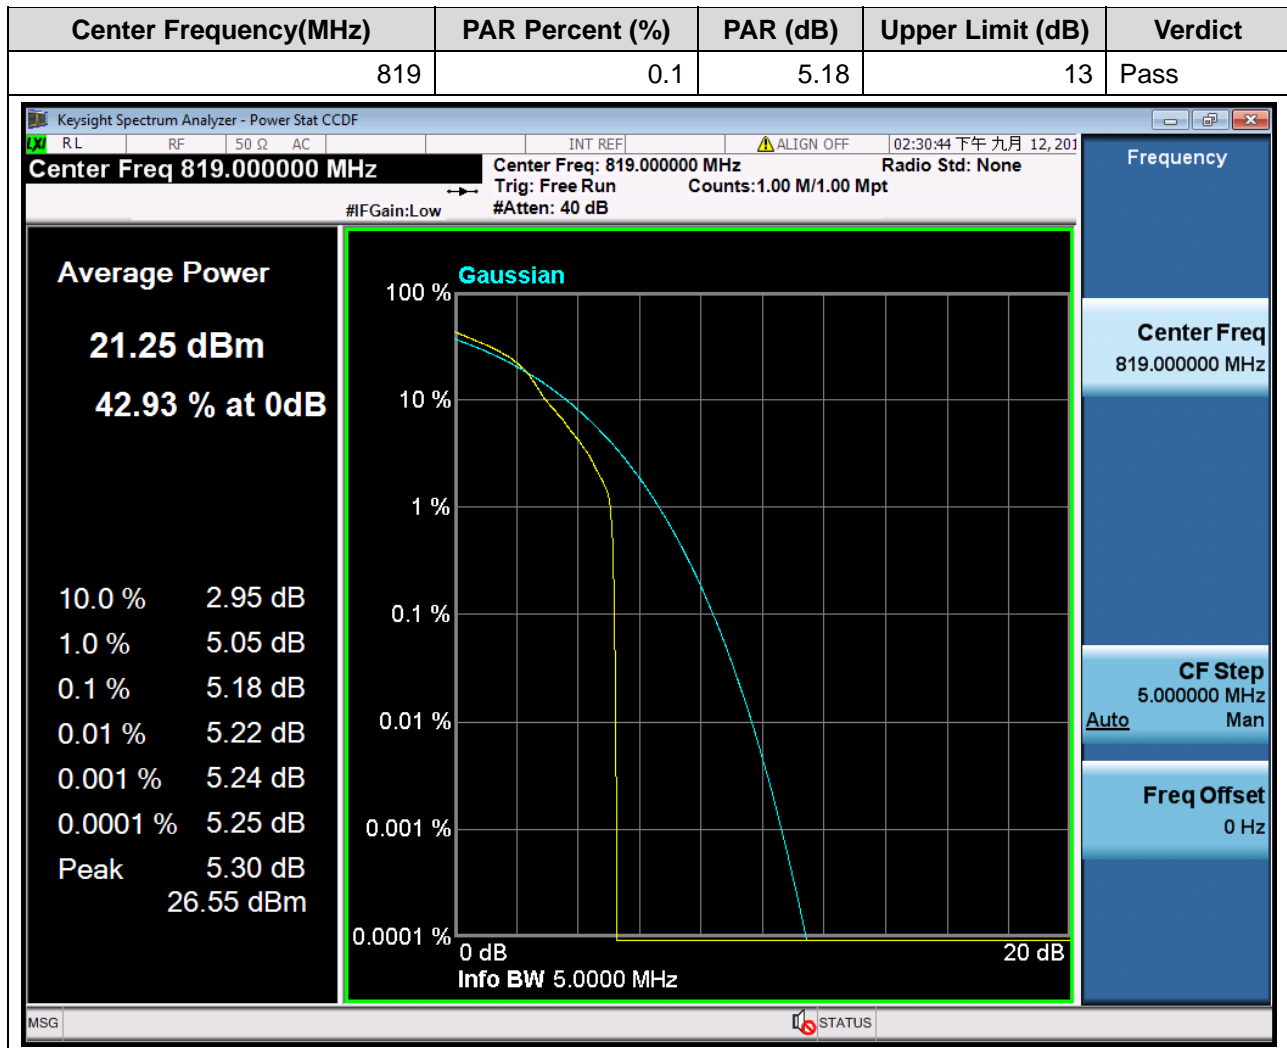 Center Frequency(MHz) PAR Percent (%) PAR (dB) Upper Limit (dB) Verdict
819 0.1 5.18 13 Pass
Keysight Spectrum Analyzer - Power Stat CCDF
LXI RL RF 50 Ω AC INT REF ALIGN OFF 02:30:44 下午 九月 12, 201
Center Freq 819.000000 MHz
Center Freq: 819.000000 MHz Radio Std: None
Trig: Free Run Counts:1.00 M/1.00 Mpt
#IFGain:Low #Atten: 40 dB
Average Power
21.25 dBm
42.93 % at 0dB
10.0 % 2.95 dB
1.0 % 5.05 dB
0.1 % 5.18 dB
0.01 % 5.22 dB
0.001 % 5.24 dB
0.0001 % 5.25 dB
Peak 5.30 dB
26.55 dBm
Gaussian
100 %
10 %
1 %
0.1 %
0.01 %
0.001 %
0.0001 %
0 dB 20 dB
Info BW 5.0000 MHz
Frequency
Center Freq
819.000000 MHz
CF Step
5.000000 MHz
Auto Man
Freq Offset
0 Hz
MSG STATUS